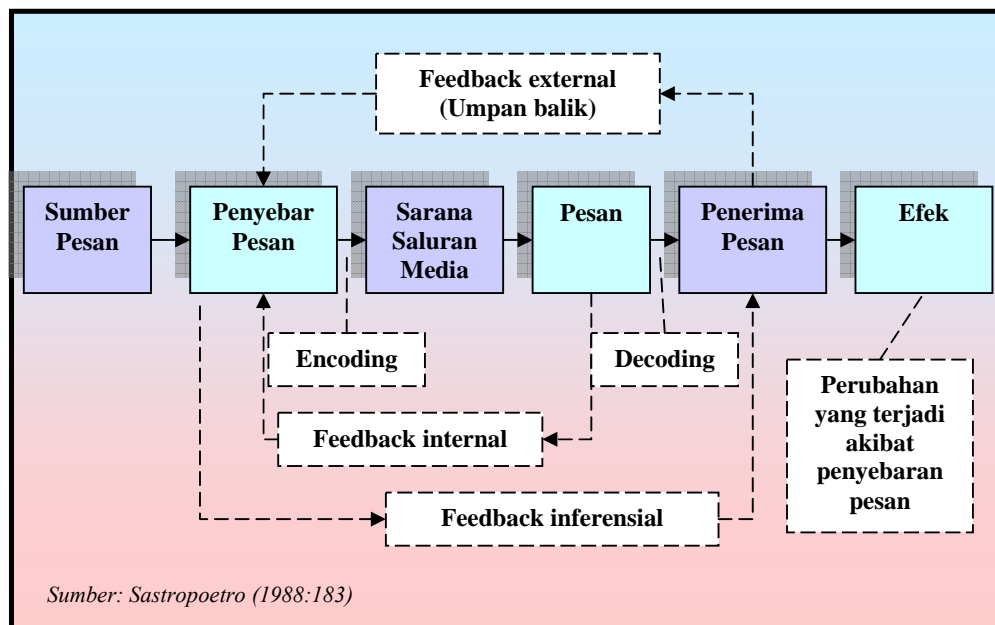 Feedback external
(Umpan balik)
Sumber
Pesan
Penyebar
Pesan
Sarana
Saluran
Media
Pesan
Penerima
Pesan
Efek
Encoding
Decoding
Perubahan
yang terjadi
akibat
penyebaran
pesan
Feedback internal
Feedback inferensial
Sumber: Sastropoetro (1988:183)